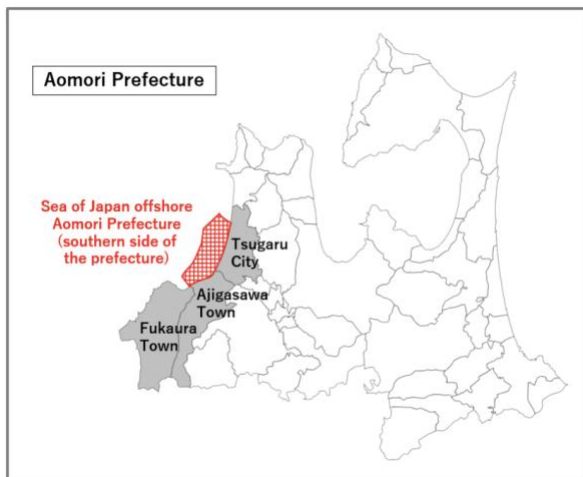 Aomori Prefecture
Sea of Japan offshore
Aomori Prefecture
(southern side of
the prefecture)
Tsugaru
City
Ajigasawa
Town
Fukaura
Town